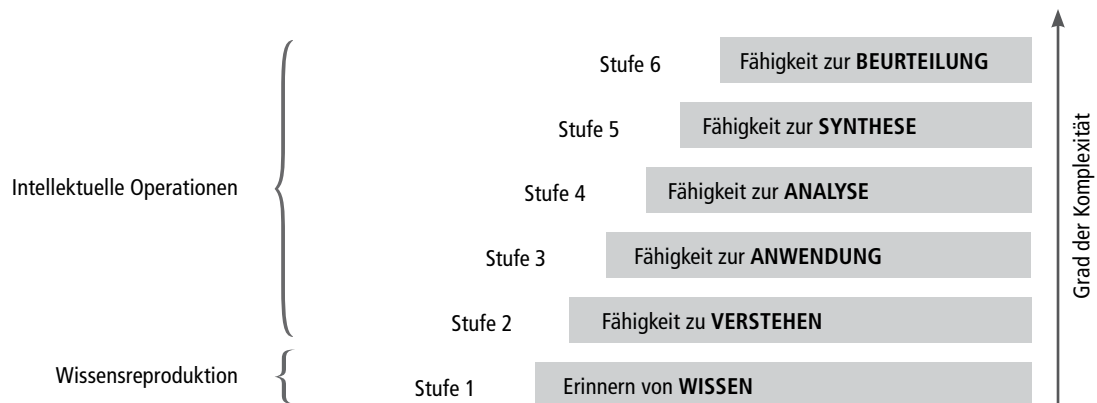 Stufe 6 Fähigkeit zur BEURTEILUNG
Stufe 5 Fähigkeit zur SYNTHESE
Intellektuelle Operationen Stufe 4 Fähigkeit zur ANALYSE
Stufe 3 Fähigkeit zur ANWENDUNG
Stufe 2 Fähigkeit zu VERSTEHEN
Wissensreproduktion Stufe 1 Erinnern von WISSEN
Grad der Komplexität